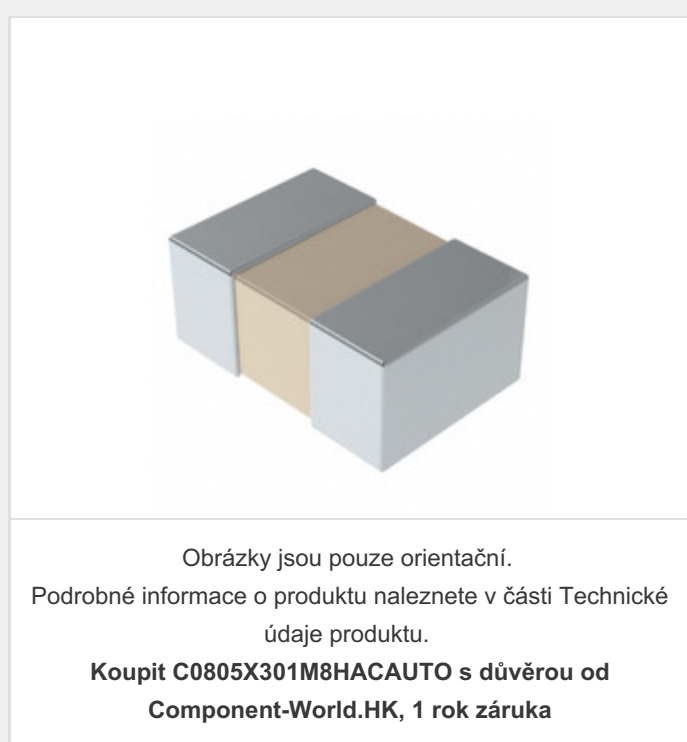 Obrázky jsou pouze orientační.
Podrobné informace o produktu naleznete v části Technické
údaje produktu.
Koupit C0805X301M8HACAUTO s důvěrou od
Component-World.HK, 1 rok záruka